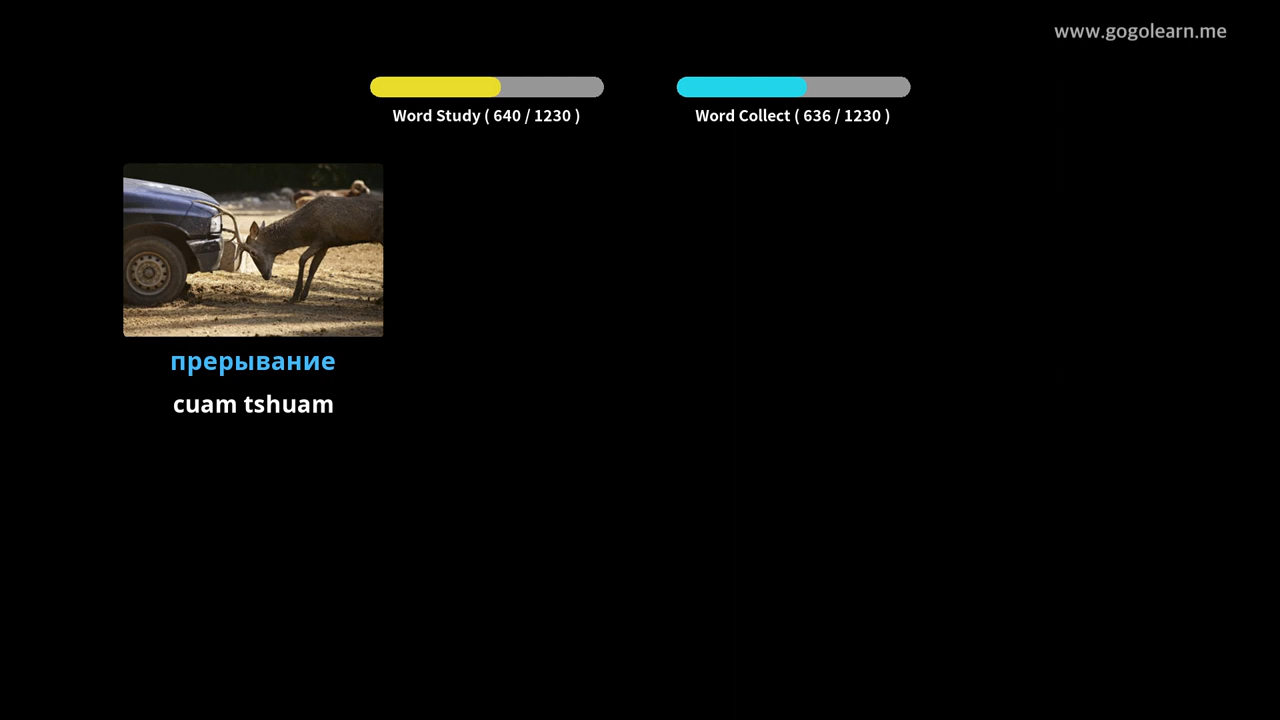 www.gogolearn.me
Word Study ( 640 / 1230 )
Word Collect ( 636 / 1230 )
прерывание
cuam tshuam